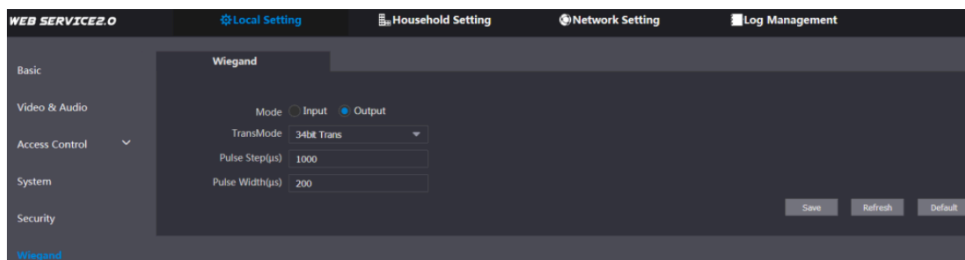 WEB SERVICE2.0 Local Setting Household Setting Network Setting Log Management
Basic
Video & Audio
Access Control
System
Security
Wiegand
Wiegand
Mode Input Output
TransMode 34bit Trans
Pulse Step(μs) 1000
Pulse Width(μs) 200
Save Refresh Default